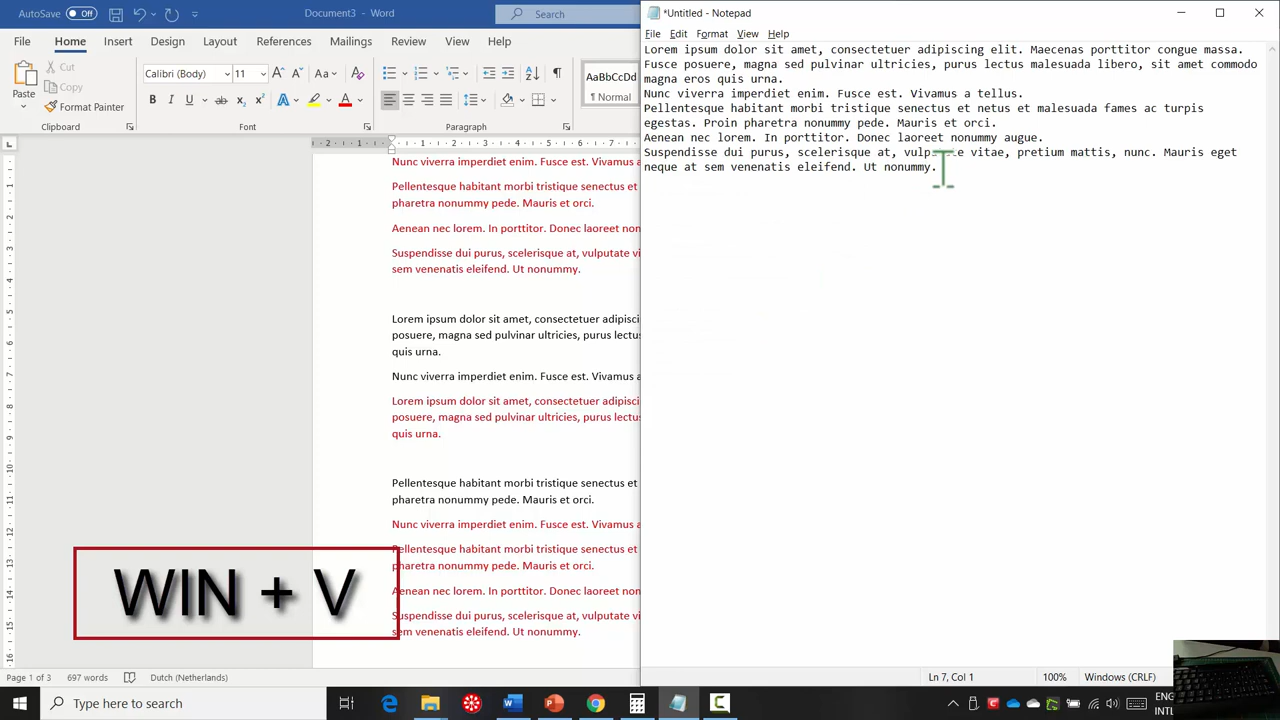 AutoSave Off
Document3 - Word
Search
File Home Insert Draw Design Layout References Mailings Review View Help
Paste
Cut
Copy
Format Painter
Clipboard
Calibri (Body) 11
Font
Paragraph
AaBbCcDd
¶ Normal
Nunc viverra imperdiet enim. Fusce est. Vivamus a
Pellentesque habitant morbi tristique senectus et
pharetra nonummy pede. Mauris et orci.
Aenean nec lorem. In porttitor. Donec laoreet non
Suspendisse dui purus, scelerisque at, vulputate vi
sem venenatis eleifend. Ut nonummy.
Lorem ipsum dolor sit amet, consectetuer adipisci
posuere, magna sed pulvinar ultricies, purus lectu
quis urna.
Nunc viverra imperdiet enim. Fusce est. Vivamus a
Lorem ipsum dolor sit amet, consectetuer adipisci
posuere, magna sed pulvinar ultricies, purus lectu
quis urna.
Pellentesque habitant morbi tristique senectus et
pharetra nonummy pede. Mauris et orci.
Nunc viverra imperdiet enim. Fusce est. Vivamus a
Pellentesque habitant morbi tristique senectus et
pharetra nonummy pede. Mauris et orci.
Aenean nec lorem. In porttitor. Donec laoreet non
Suspendisse dui purus, scelerisque at, vulputate vi
sem venenatis eleifend. Ut nonummy.
WIN + V
Page 1 of 3 697 words Dutch (Netherlands)
*Untitled - Notepad
File Edit Format View Help
Lorem ipsum dolor sit amet, consectetuer adipiscing elit. Maecenas porttitor congue massa.
Fusce posuere, magna sed pulvinar ultricies, purus lectus malesuada libero, sit amet commodo
magna eros quis urna.
Nunc viverra imperdiet enim. Fusce est. Vivamus a tellus.
Pellentesque habitant morbi tristique senectus et netus et malesuada fames ac turpis
egestas. Proin pharetra nonummy pede. Mauris et orci.
Aenean nec lorem. In porttitor. Donec laoreet nonummy augue.
Suspendisse dui purus, scelerisque at, vulputate vitae, pretium mattis, nunc. Mauris eget
neque at sem venenatis eleifend. Ut nonummy.
Ln 7, Col 1 100% Windows (CRLF)
Type here to search
ENG
INTL